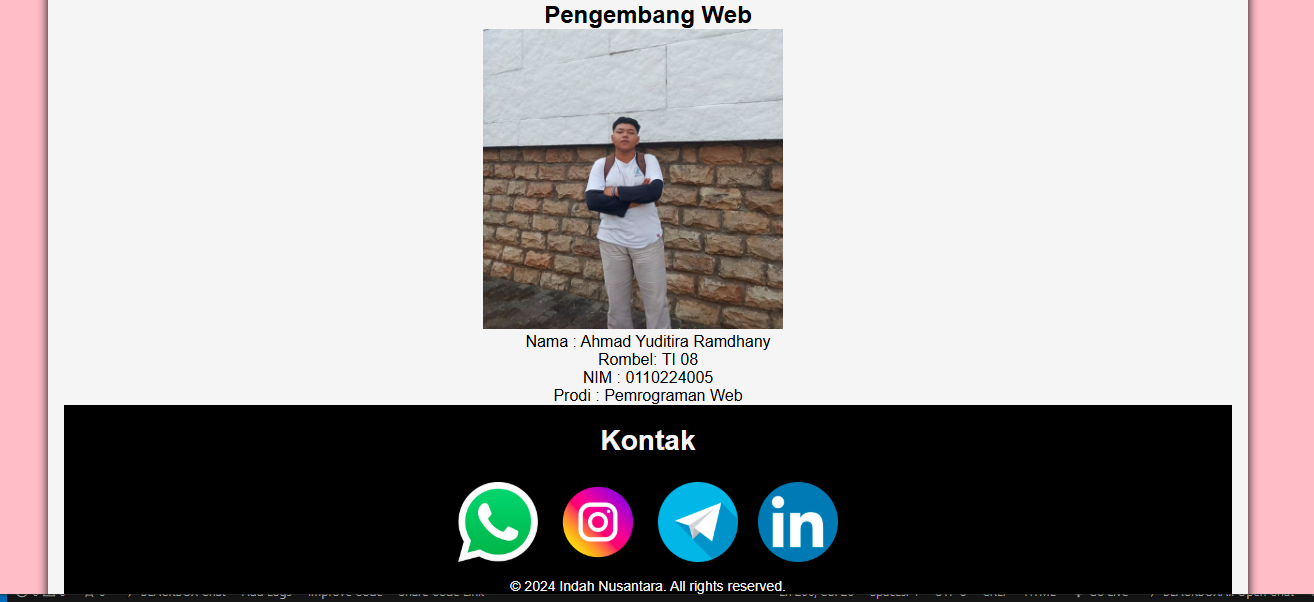 Pengembang Web
Nama : Ahmad Yuditira Ramdhany
Rombel: TI 08
NIM : 0110224005
Prodi : Pemrograman Web
Kontak
in
© 2024 Indah Nusantara. All rights reserved.